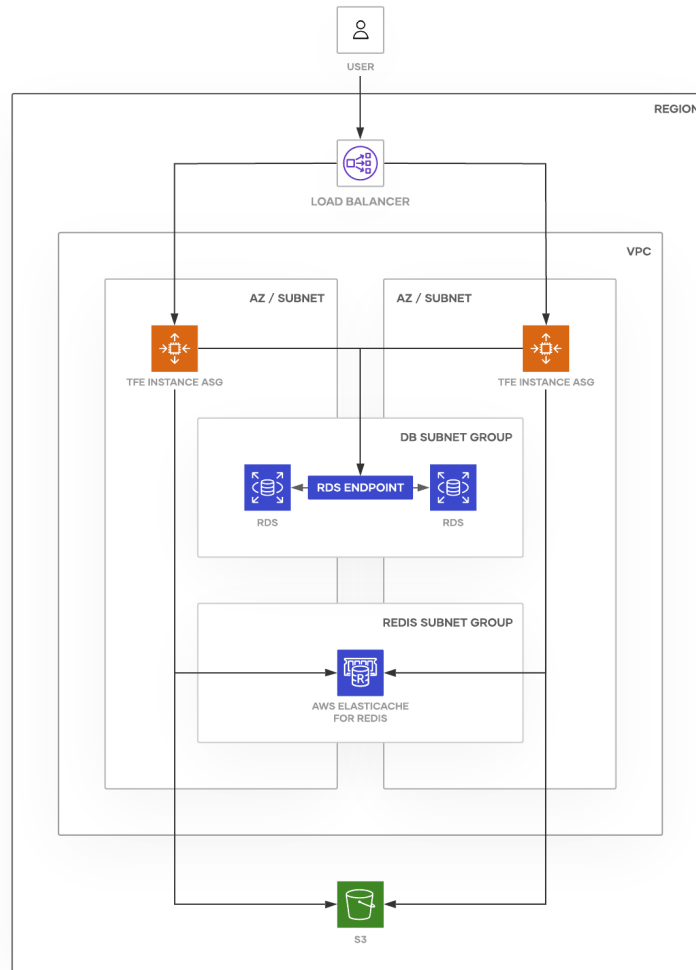 USER
REGION
LOAD BALANCER
VPC
AZ / SUBNET
AZ / SUBNET
TFE INSTANCE ASG
TFE INSTANCE ASG
DB SUBNET GROUP
RDS ENDPOINT
RDS
RDS
REDIS SUBNET GROUP
R
AWS ELASTICACHE
FOR REDIS
S3